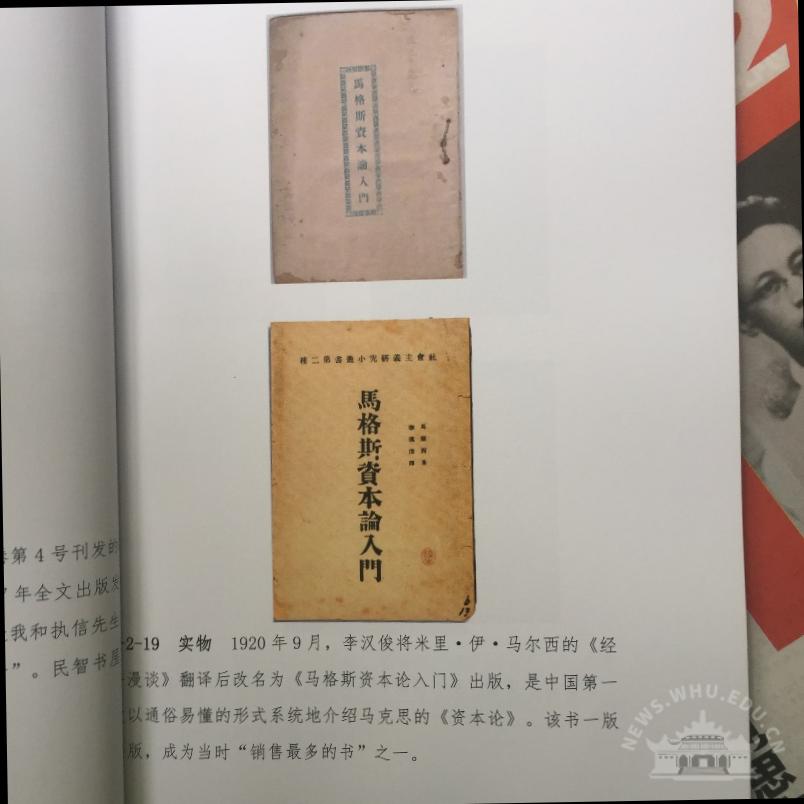 馬格斯資本論入門
社會主義研究小叢書第二種
馬格斯資本論入門
卷第4号刊发的
年全文出版发
我和执信先生
”。民智书屋
-2-19 实物 1920年9月，李汉俊将米里·伊·马尔西的《经
漫谈》翻译后改名为《马格斯资本论入门》出版，是中国第一
以通俗易懂的形式系统地介绍马克思的《资本论》。该书一版
版，成为当时“销售最多的书”之一。
NEWS.WHU.EDU.CN